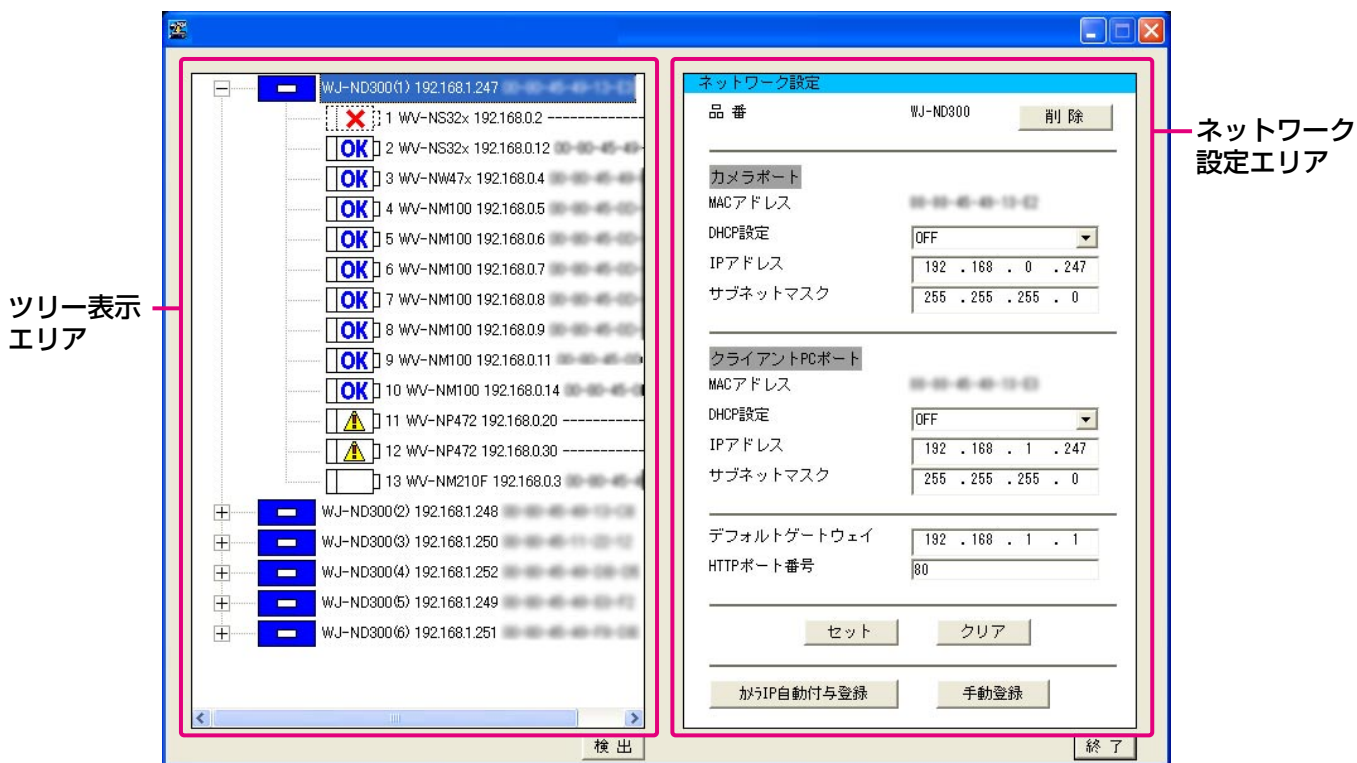 ツリー表示
エリア
WJ-ND300(1) 192.168.1.247
1 WV-NS32x 192.168.0.2 ------------
OK 2 WV-NS32x 192.168.0.12
OK 3 WV-NW47x 192.168.0.4
OK 4 WV-NM100 192.168.0.5
OK 5 WV-NM100 192.168.0.6
OK 6 WV-NM100 192.168.0.7
OK 7 WV-NM100 192.168.0.8
OK 8 WV-NM100 192.168.0.9
OK 9 WV-NM100 192.168.0.11
OK 10 WV-NM100 192.168.0.14
11 WV-NP472 192.168.0.20 ----------
12 WV-NP472 192.168.0.30 ----------
13 WV-NM210F 192.168.0.3
WJ-ND300(2) 192.168.1.248
WJ-ND300(3) 192.168.1.250
WJ-ND300(4) 192.168.1.252
WJ-ND300(5) 192.168.1.249
WJ-ND300(6) 192.168.1.251
検出
ネットワーク設定
品番 WJ-ND300 削除
カメラポート
MACアドレス
DHCP設定 OFF
IPアドレス 192 . 168 . 0 . 247
サブネットマスク 255 . 255 . 255 . 0
クライアントPCポート
MACアドレス
DHCP設定 OFF
IPアドレス 192 . 168 . 1 . 247
サブネットマスク 255 . 255 . 255 . 0
デフォルトゲートウェイ 192 . 168 . 1 . 1
HTTPポート番号 80
セット クリア
ｶﾒﾗIP自動付与登録 手動登録
終了
ネットワーク
設定エリア